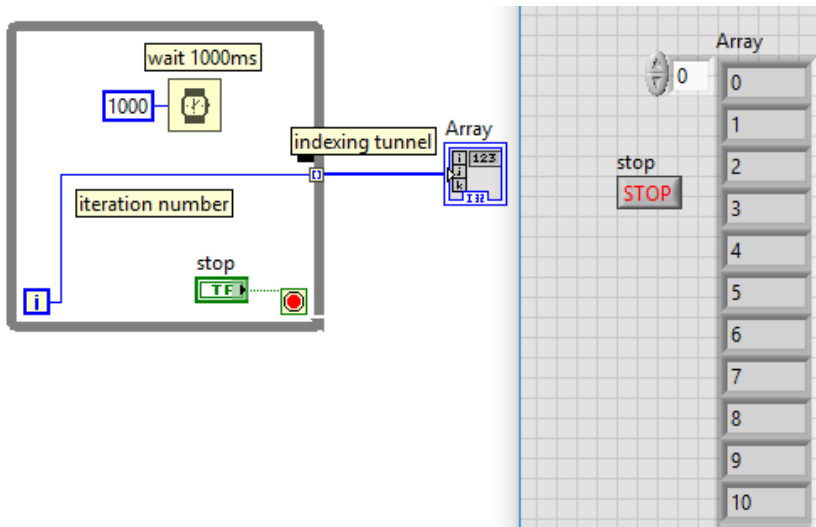 wait 1000ms
1000
indexing tunnel
Array
i
j
k
123
I32
iteration number
stop
TF
i
Array
0
0
1
stop
2
STOP
3
4
5
6
7
8
9
10